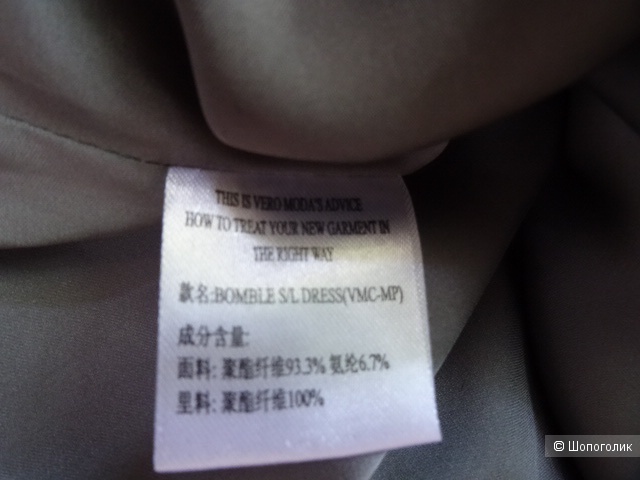 THIS IS VERO MODA'S ADVICE
HOW TO TREAT YOUR NEW GARMENT IN
THE RIGHT WAY
款名:BOMBLE S/L DRESS(VMC-MP)
成分含量:
面料: 聚酯纤维93.3% 氨纶6.7%
里料: 聚酯纤维100%
© Шопоголик